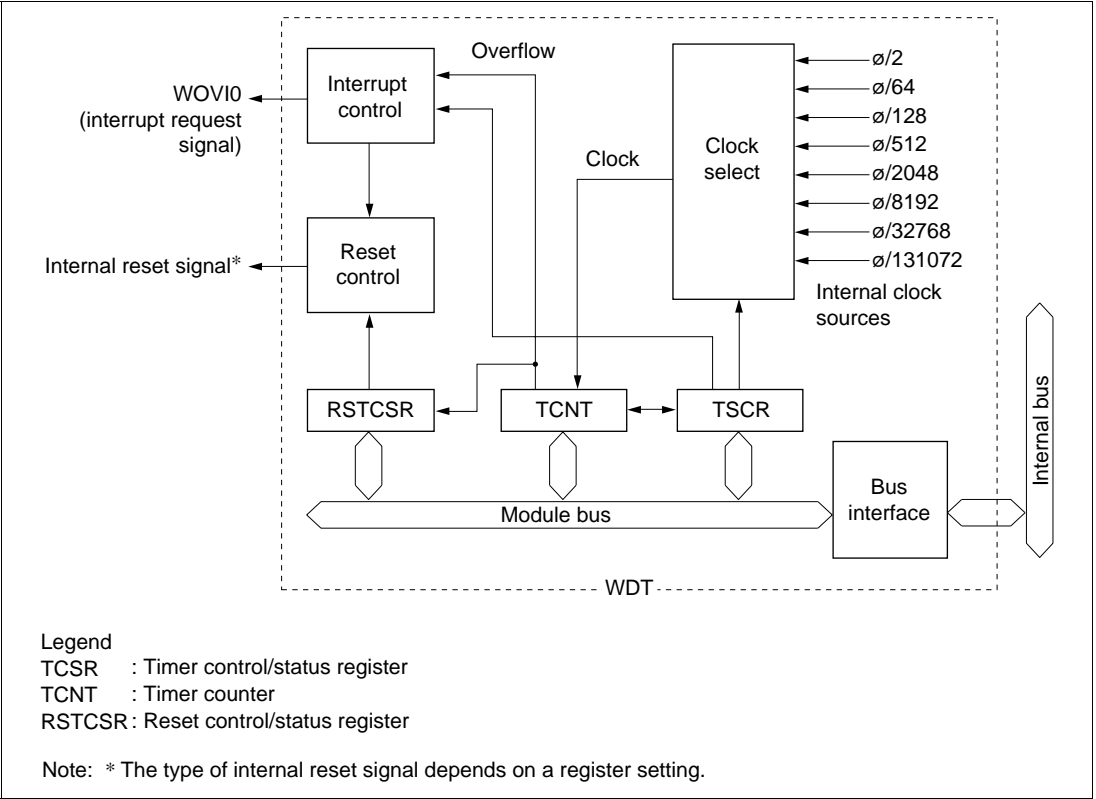 Overflow
Interrupt
control
WOVI0
(interrupt request
signal)
Clock
Clock
select
ø/2
ø/64
ø/128
ø/512
ø/2048
ø/8192
ø/32768
ø/131072
Internal clock
sources
Reset
control
Internal reset signal*
RSTCSR
TCNT
TSCR
Module bus
Bus
interface
Internal bus
WDT
Legend
TCSR : Timer control/status register
TCNT : Timer counter
RSTCSR : Reset control/status register
Note: * The type of internal reset signal depends on a register setting.